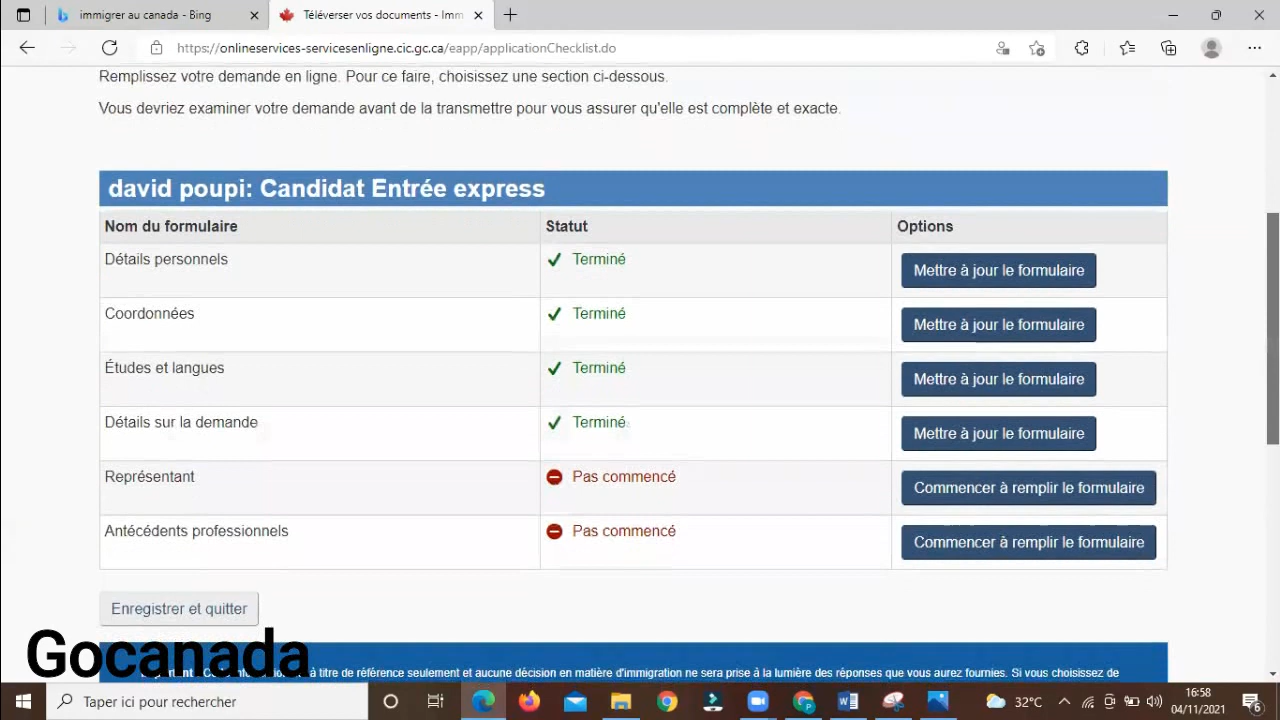 immigrer au canada - Bing
Téléverser vos documents - Imm
https://onlineservices-servicesenligne.cic.gc.ca/eapp/applicationChecklist.do
Remplissez votre demande en ligne. Pour ce faire, choisissez une section ci-dessous.
Vous devriez examiner votre demande avant de la transmettre pour vous assurer qu'elle est complète et exacte.
david poupi: Candidat Entrée express
Nom du formulaire Statut Options
Détails personnels Terminé Mettre à jour le formulaire
Coordonnées Terminé Mettre à jour le formulaire
Études et langues Terminé Mettre à jour le formulaire
Détails sur la demande Terminé Mettre à jour le formulaire
Représentant Pas commencé Commencer à remplir le formulaire
Antécédents professionnels Pas commencé Commencer à remplir le formulaire
Enregistrer et quitter
Gocanada
à titre de référence seulement et aucune décision en matière d'immigration ne sera prise à la lumière des réponses que vous aurez fournies. Si vous choisissez de
Taper ici pour rechercher
32°C
16:58
04/11/2021
6